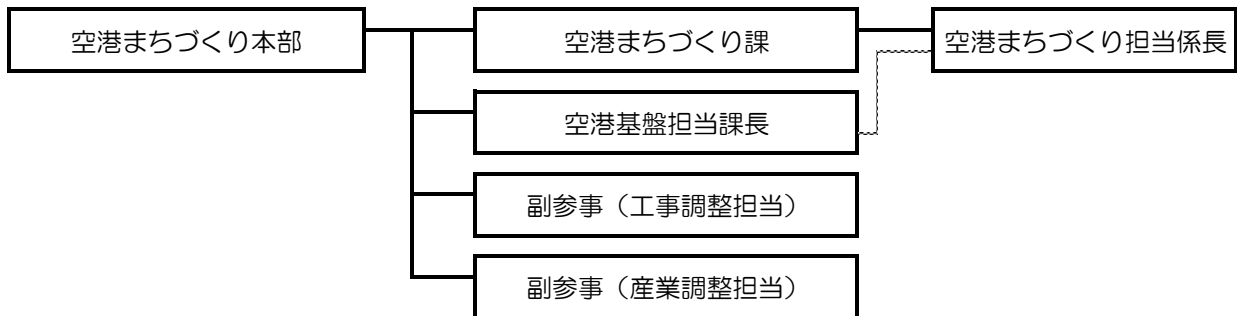 空港まちづくり本部
空港まちづくり課
空港まちづくり担当係長
空港基盤担当課長
副参事（工事調整担当）
副参事（産業調整担当）